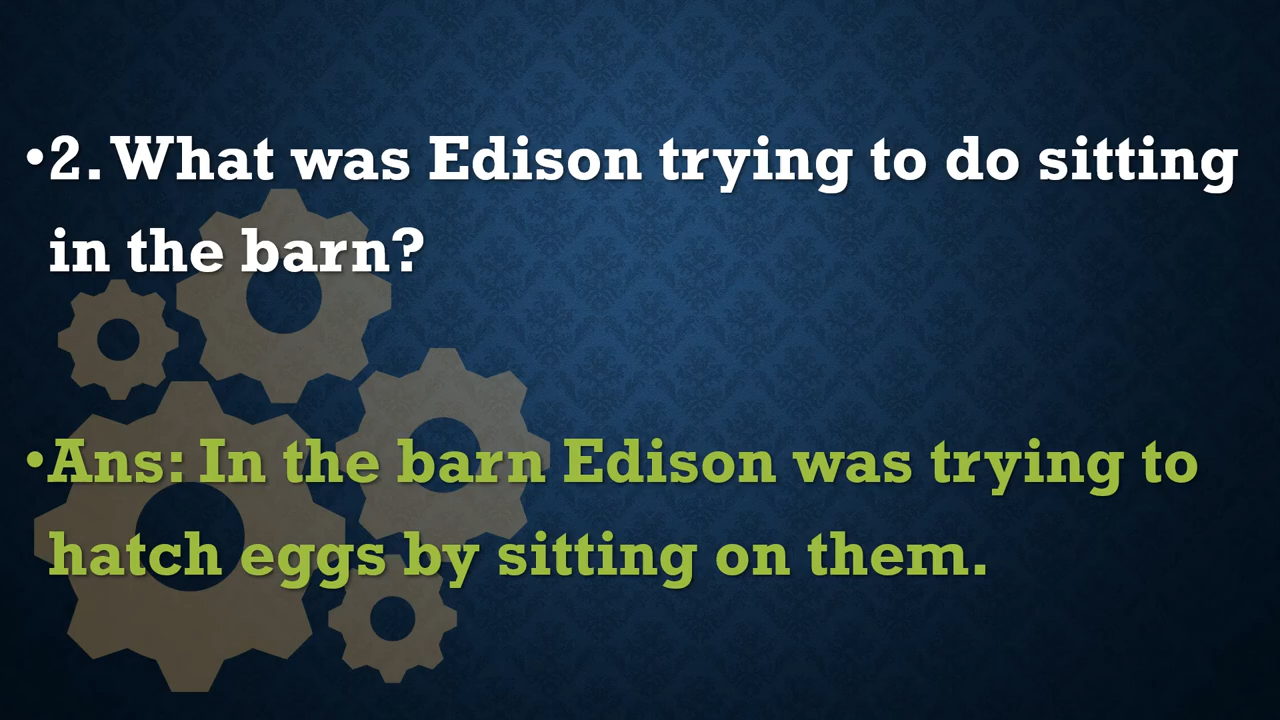 •2. What was Edison trying to do sitting
in the barn?
•Ans: In the barn Edison was trying to
hatch eggs by sitting on them.